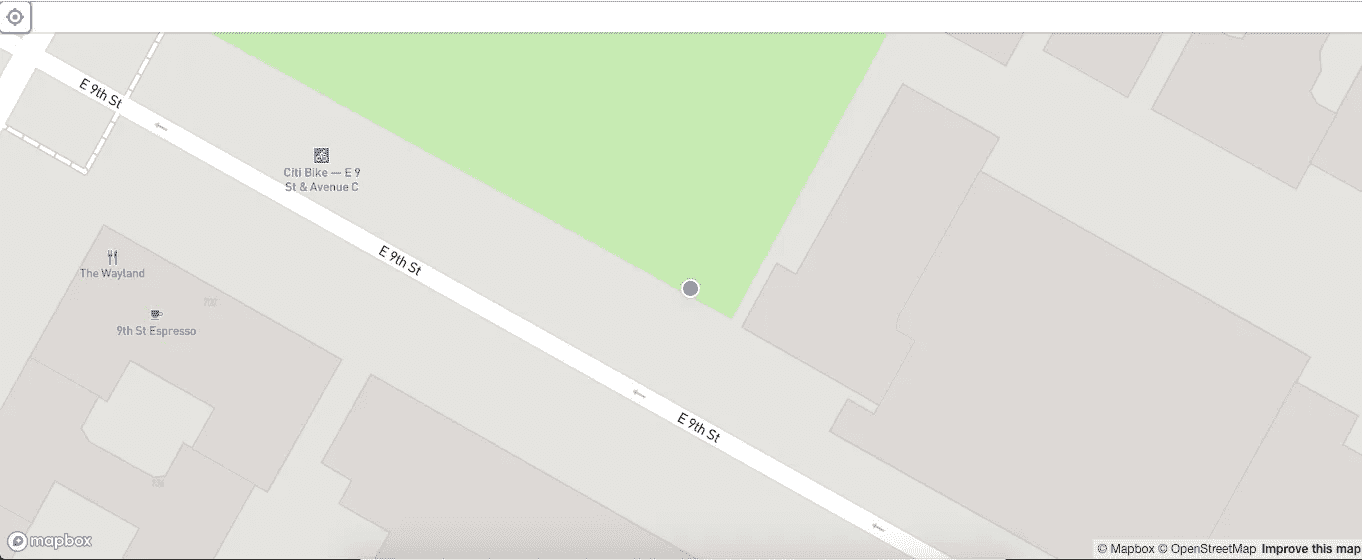 E 9th St
Citi Bike — E 9
St & Avenue C
E 9th St
The Wayland
9th St Espresso
E 9th St
mapbox
© Mapbox © OpenStreetMap Improve this map